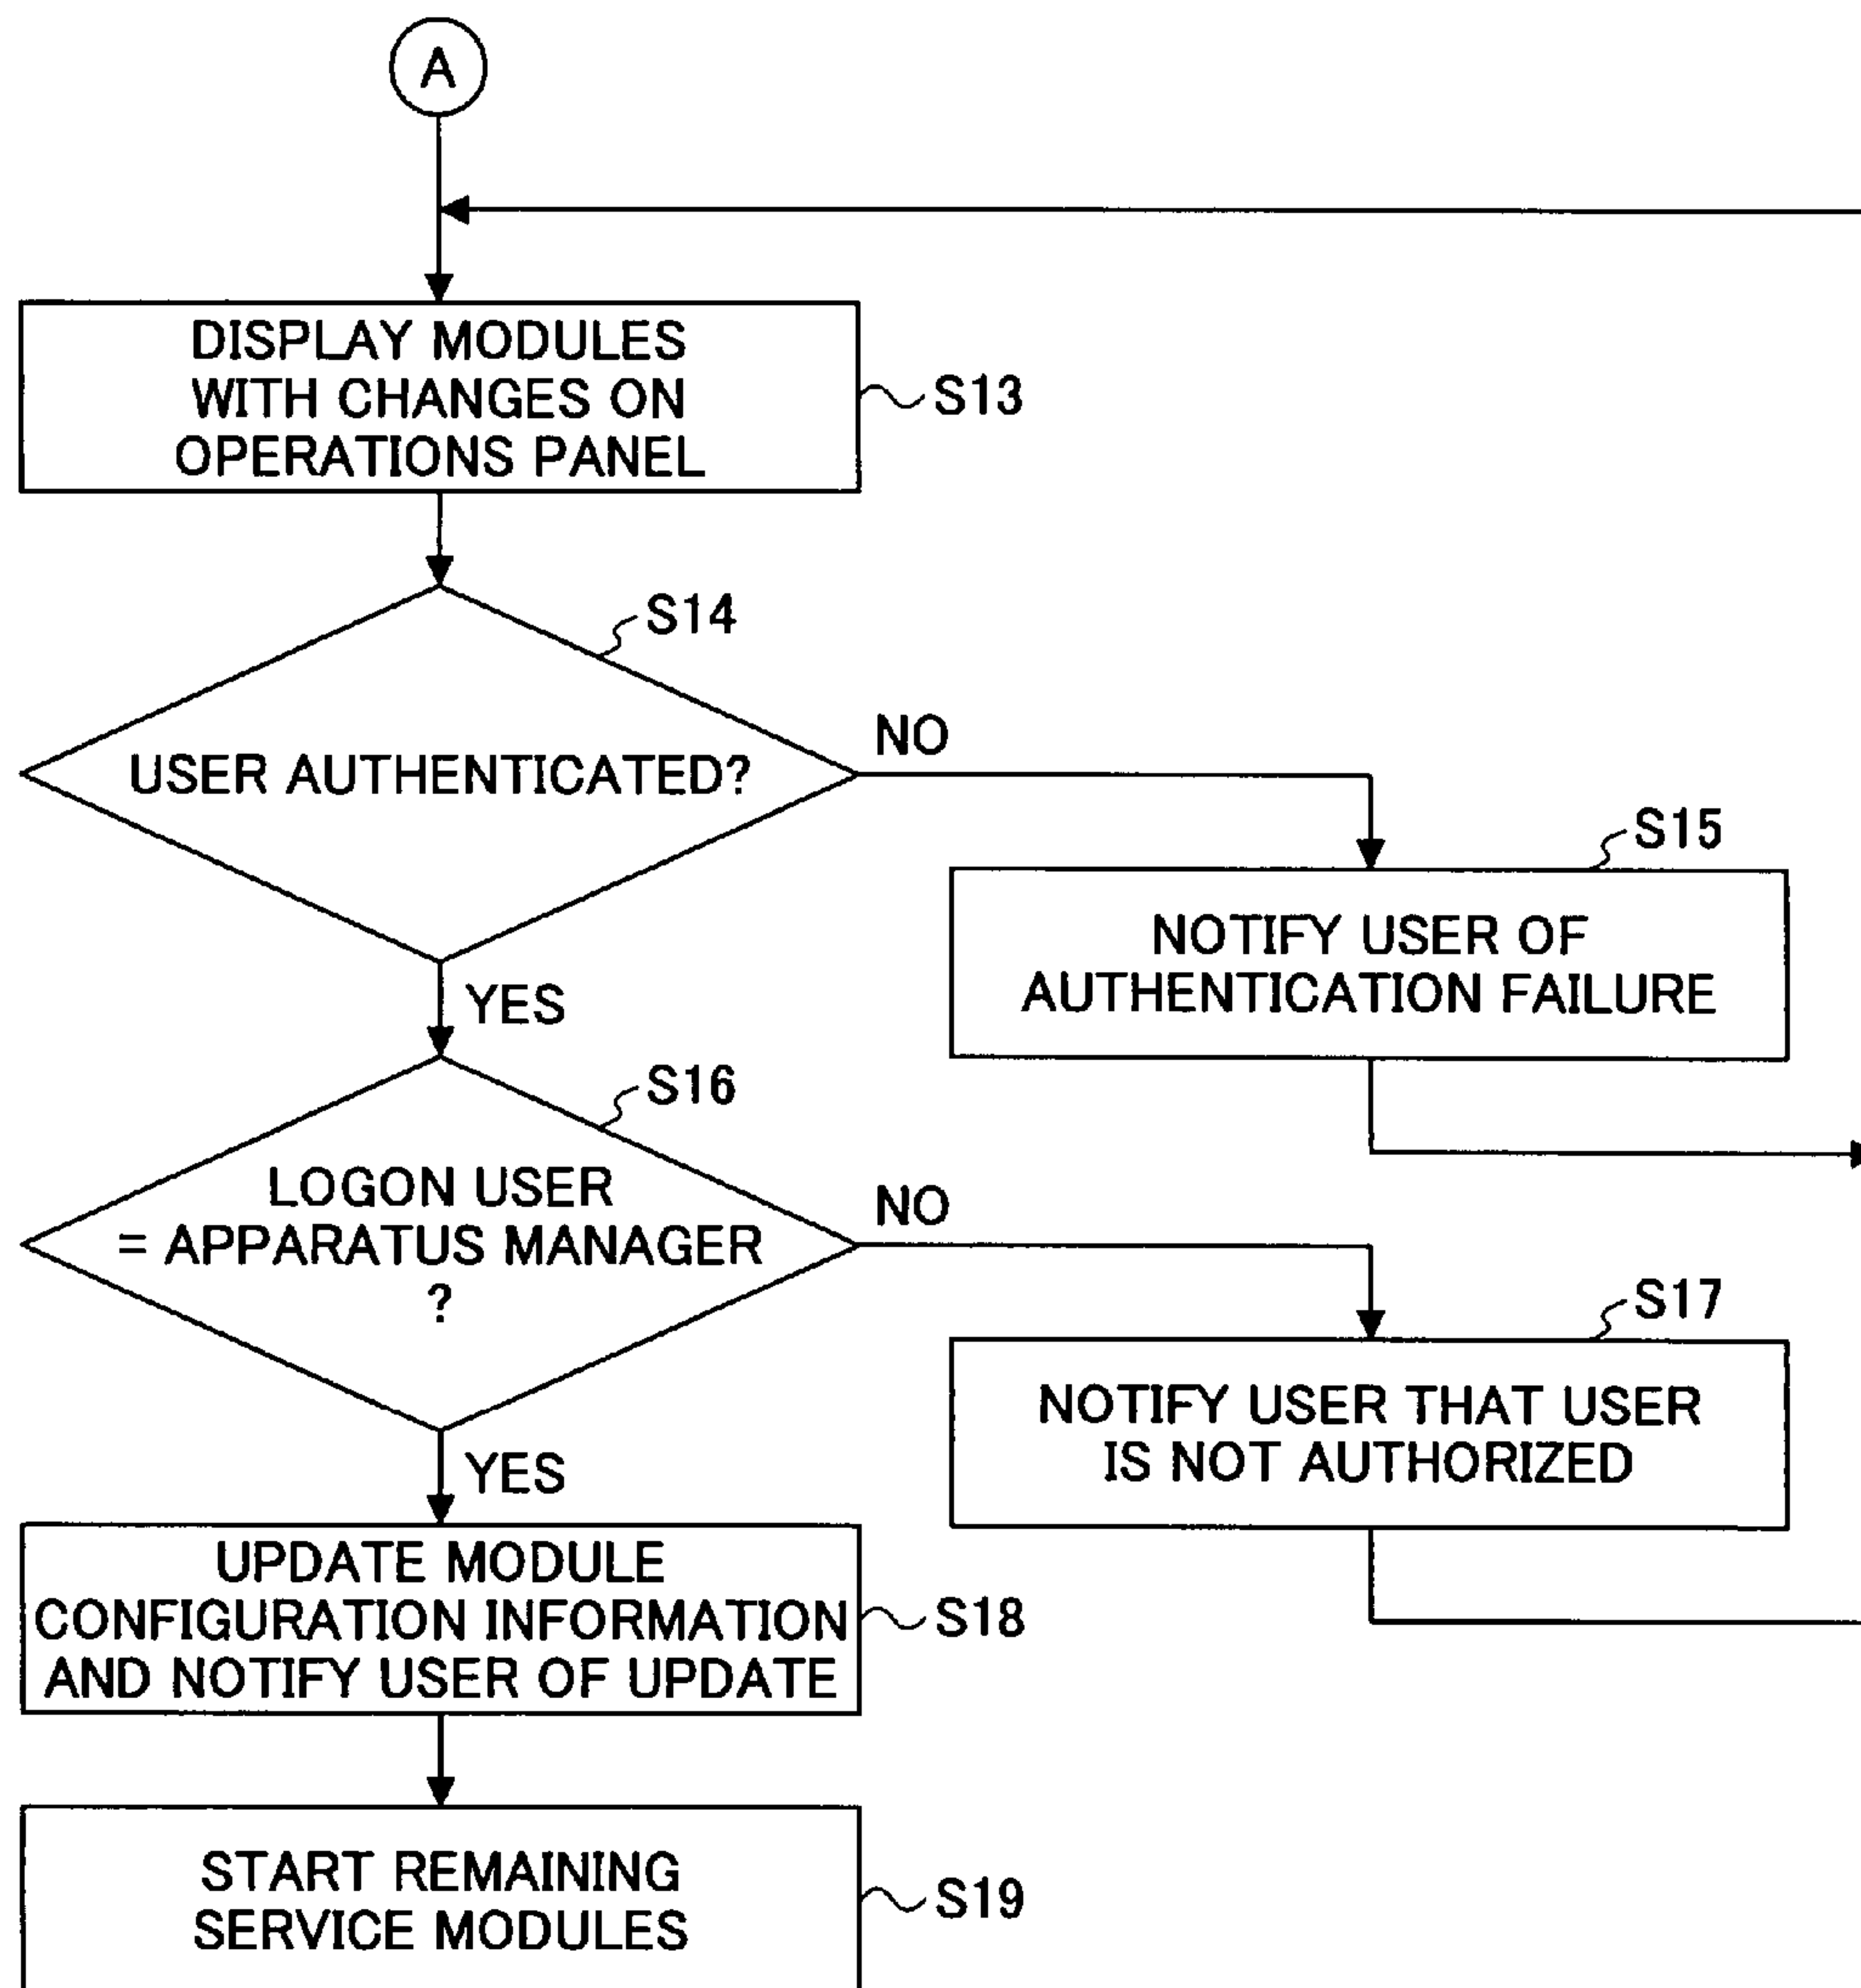 A
DISPLAY MODULES
WITH CHANGES ON
OPERATIONS PANEL
S13
S14
USER AUTHENTICATED?
NO
S15
NOTIFY USER OF
AUTHENTICATION FAILURE
YES
S16
LOGON USER
= APPARATUS MANAGER
?
NO
S17
NOTIFY USER THAT USER
IS NOT AUTHORIZED
YES
UPDATE MODULE
CONFIGURATION INFORMATION
AND NOTIFY USER OF UPDATE
S18
START REMAINING
SERVICE MODULES
S19